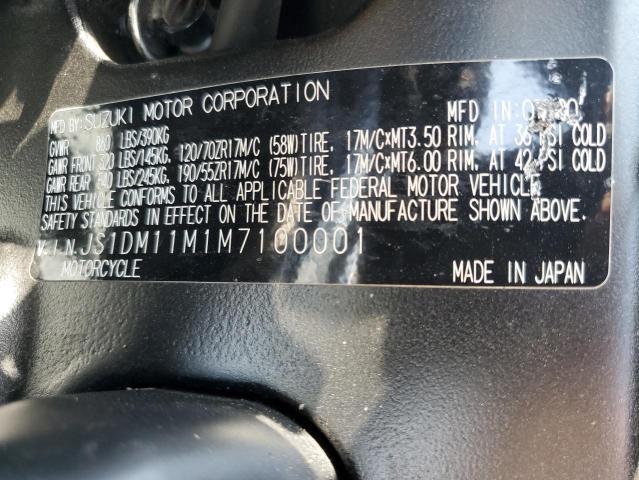 MFD.BY:SUZUKI MOTOR CORPORATION MFD IN:
GVWR 860 LBS/390KG
GAWR FRONT 320 LBS/145KG, 120/70ZR17M/C (58W)TIRE, 17M/C×MT3.50 RIM, AT 36 PSI COLD
GAWR REAR 540 LBS/245KG, 190/55ZR17M/C (75W)TIRE, 17M/C×MT6.00 RIM, AT 42 PSI COLD
THIS VEHICLE CONFORMS TO ALL APPLICABLE FEDERAL MOTOR VEHICLE
SAFETY STANDARDS IN EFFECT ON THE DATE OF MANUFACTURE SHOWN ABOVE.
V.I.N.JS1DM11M1M7100001
MOTORCYCLE MADE IN JAPAN